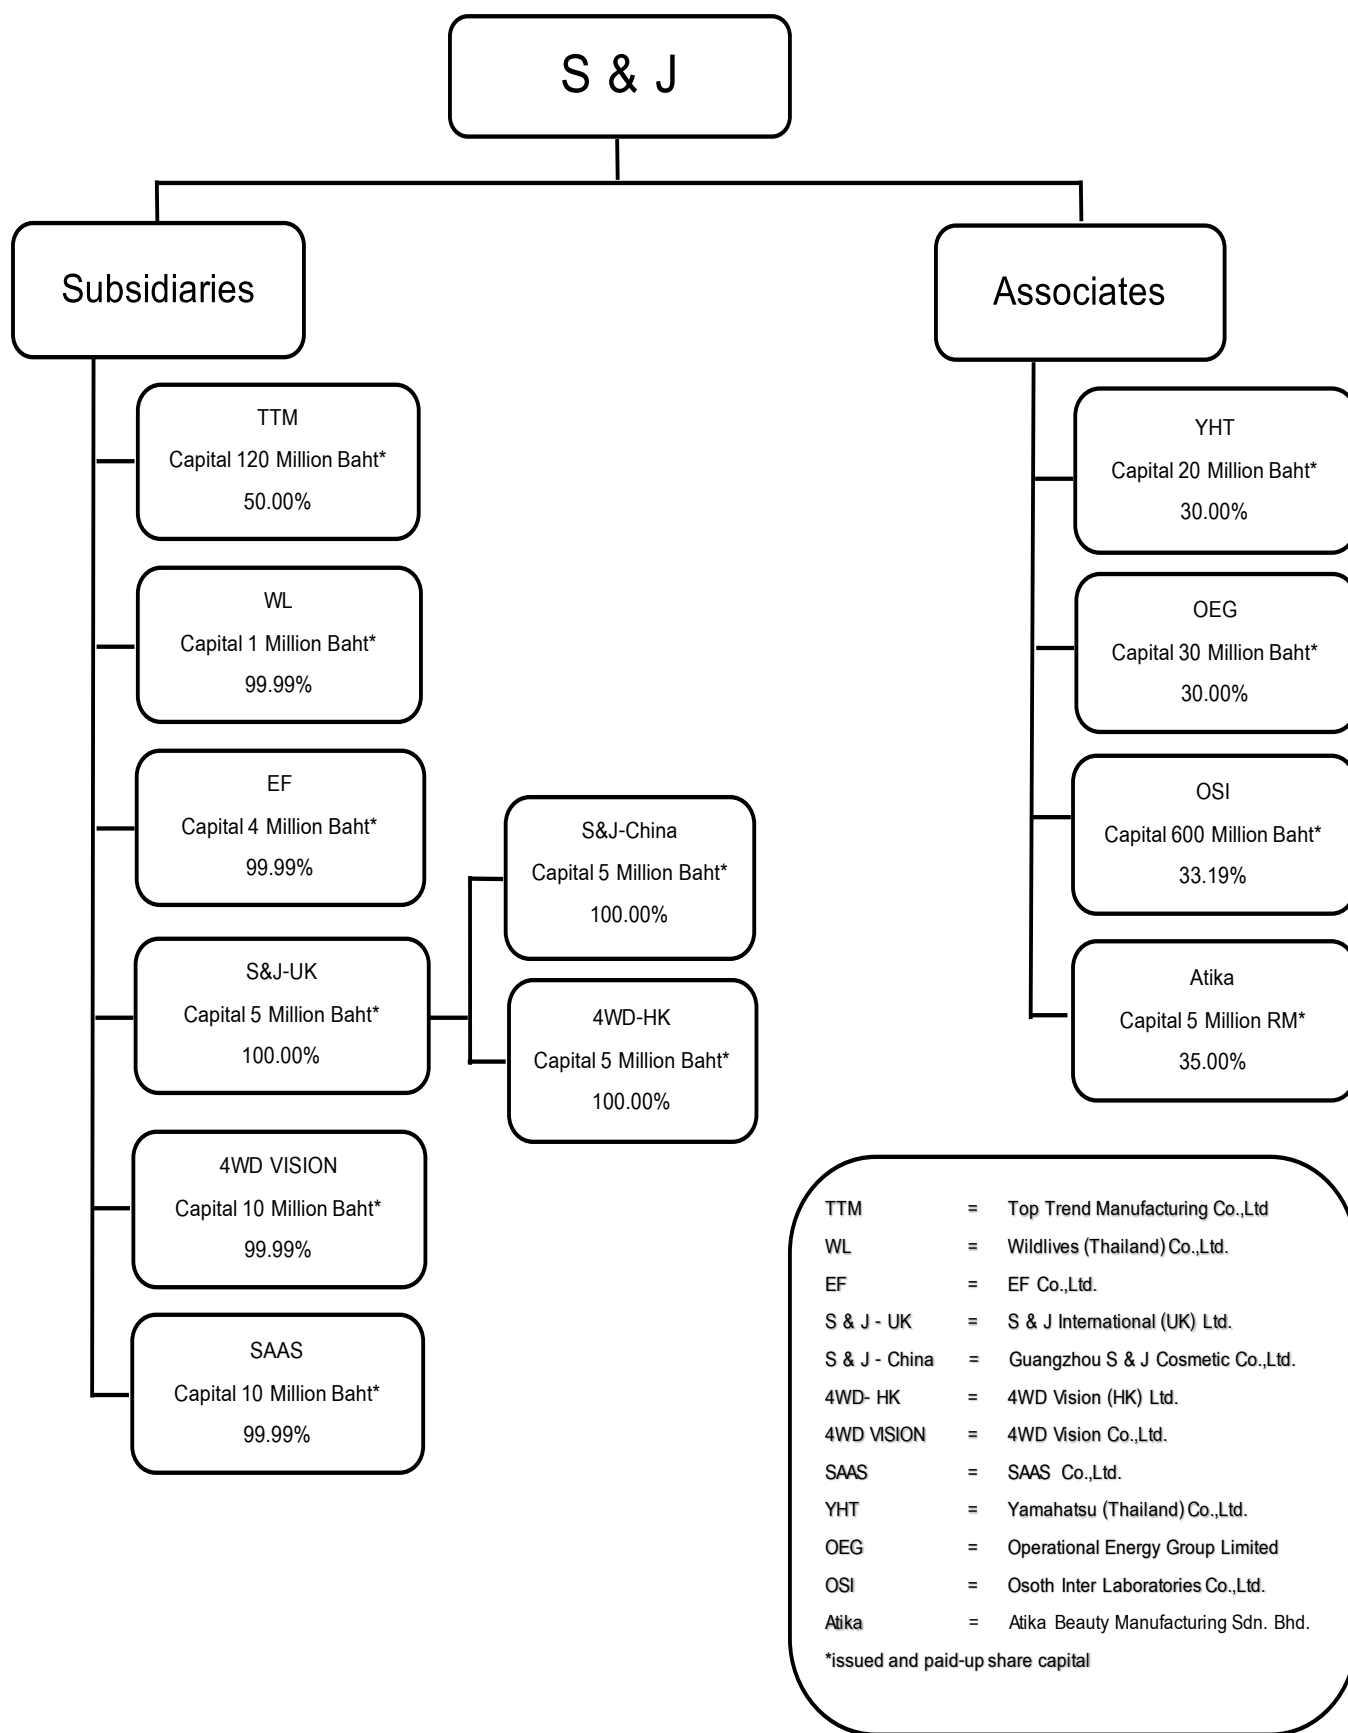 S & J
Subsidiaries
Associates
TTM
Capital 120 Million Baht*
50.00%
WL
Capital 1 Million Baht*
99.99%
EF
Capital 4 Million Baht*
99.99%
S&J-UK
Capital 5 Million Baht*
100.00%
S&J-China
Capital 5 Million Baht*
100.00%
4WD-HK
Capital 5 Million Baht*
100.00%
4WD VISION
Capital 10 Million Baht*
99.99%
SAAS
Capital 10 Million Baht*
99.99%
YHT
Capital 20 Million Baht*
30.00%
OEG
Capital 30 Million Baht*
30.00%
OSI
Capital 600 Million Baht*
33.19%
Atika
Capital 5 Million RM*
35.00%
TTM = Top Trend Manufacturing Co.,Ltd
WL = Wildlives (Thailand) Co.,Ltd.
EF = EF Co.,Ltd.
S & J - UK = S & J International (UK) Ltd.
S & J - China = Guangzhou S & J Cosmetic Co.,Ltd.
4WD- HK = 4WD Vision (HK) Ltd.
4WD VISION = 4WD Vision Co.,Ltd.
SAAS = SAAS Co.,Ltd.
YHT = Yamahatsu (Thailand) Co.,Ltd.
OEG = Operational Energy Group Limited
OSI = Osoth Inter Laboratories Co.,Ltd.
Atika = Atika Beauty Manufacturing Sdn. Bhd.
*issued and paid-up share capital